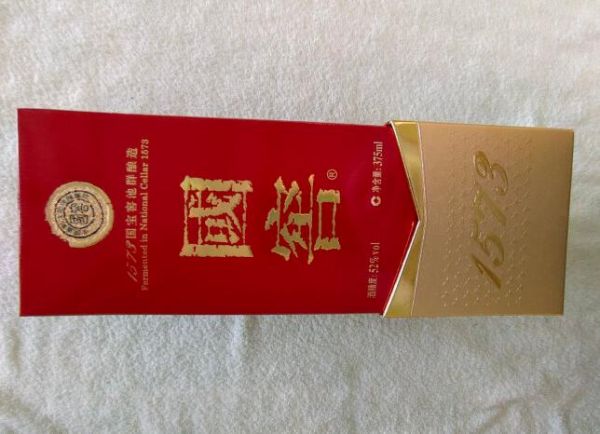 1573国宝窖池群酿造
Fermented in National Cellar 1573
國
窖®
酒精度:52%vol C 净含量:375ml
1573